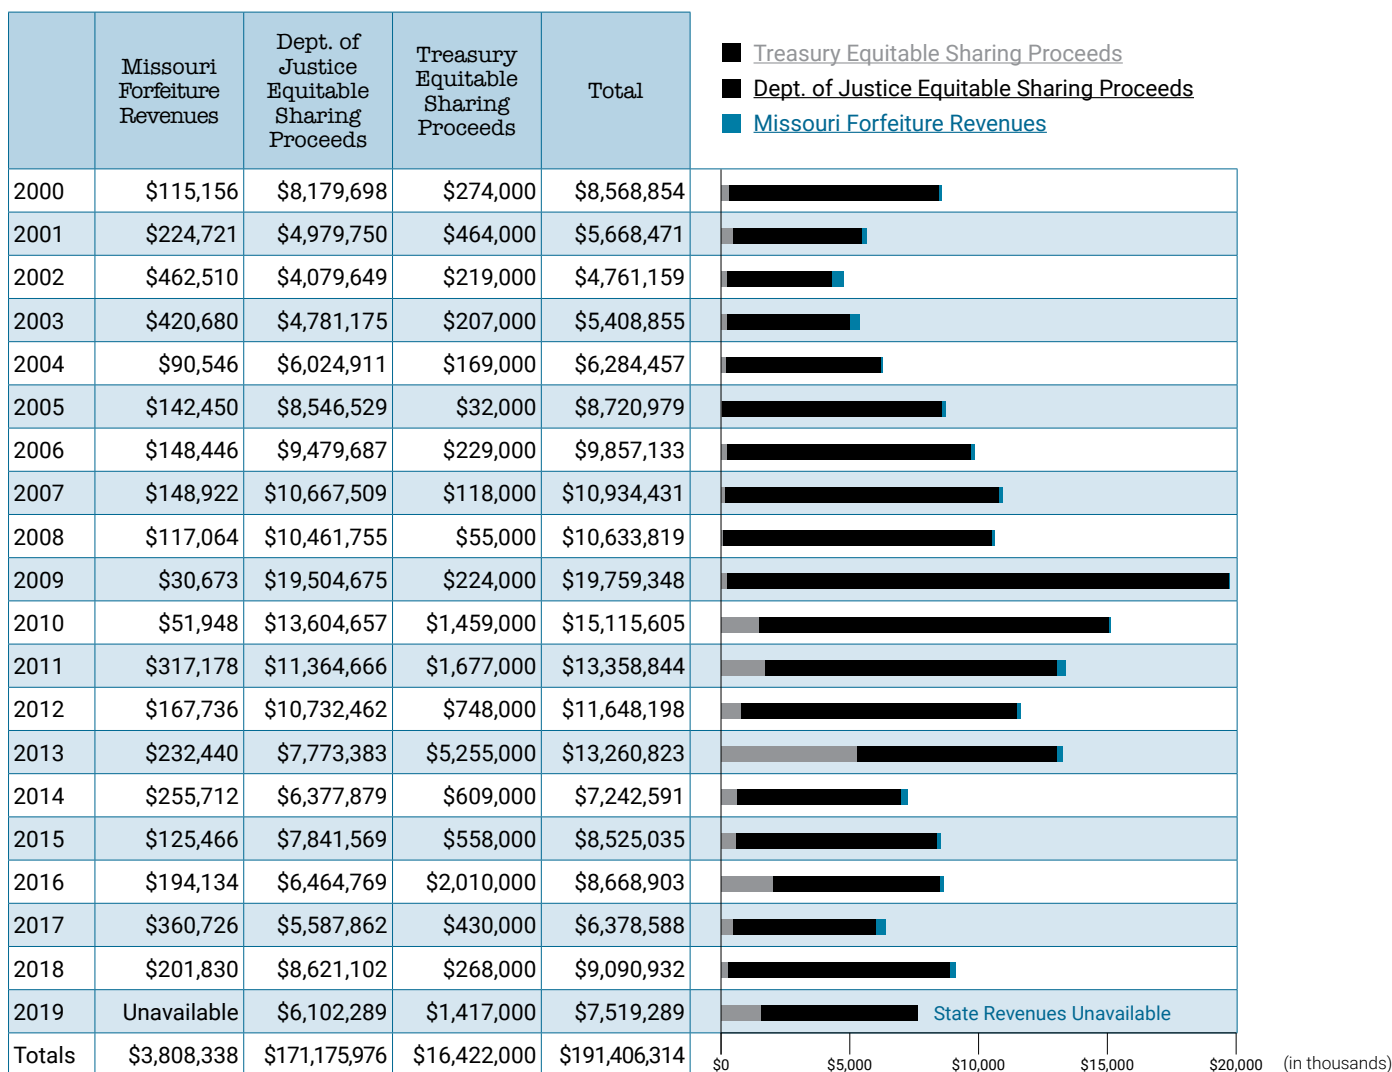 Missouri Forfeiture Revenues
Dept. of Justice Equitable Sharing Proceeds
Treasury Equitable Sharing Proceeds
Total
Treasury Equitable Sharing Proceeds
Dept. of Justice Equitable Sharing Proceeds
Missouri Forfeiture Revenues
2000 $115,156 $8,179,698 $274,000 $8,568,854
2001 $224,721 $4,979,750 $464,000 $5,668,471
2002 $462,510 $4,079,649 $219,000 $4,761,159
2003 $420,680 $4,781,175 $207,000 $5,408,855
2004 $90,546 $6,024,911 $169,000 $6,284,457
2005 $142,450 $8,546,529 $32,000 $8,720,979
2006 $148,446 $9,479,687 $229,000 $9,857,133
2007 $148,922 $10,667,509 $118,000 $10,934,431
2008 $117,064 $10,461,755 $55,000 $10,633,819
2009 $30,673 $19,504,675 $224,000 $19,759,348
2010 $51,948 $13,604,657 $1,459,000 $15,115,605
2011 $317,178 $11,364,666 $1,677,000 $13,358,844
2012 $167,736 $10,732,462 $748,000 $11,648,198
2013 $232,440 $7,773,383 $5,255,000 $13,260,823
2014 $255,712 $6,377,879 $609,000 $7,242,591
2015 $125,466 $7,841,569 $558,000 $8,525,035
2016 $194,134 $6,464,769 $2,010,000 $8,668,903
2017 $360,726 $5,587,862 $430,000 $6,378,588
2018 $201,830 $8,621,102 $268,000 $9,090,932
2019 Unavailable $6,102,289 $1,417,000 $7,519,289 State Revenues Unavailable
Totals $3,808,338 $171,175,976 $16,422,000 $191,406,314
$0 $5,000 $10,000 $15,000 $20,000 (in thousands)